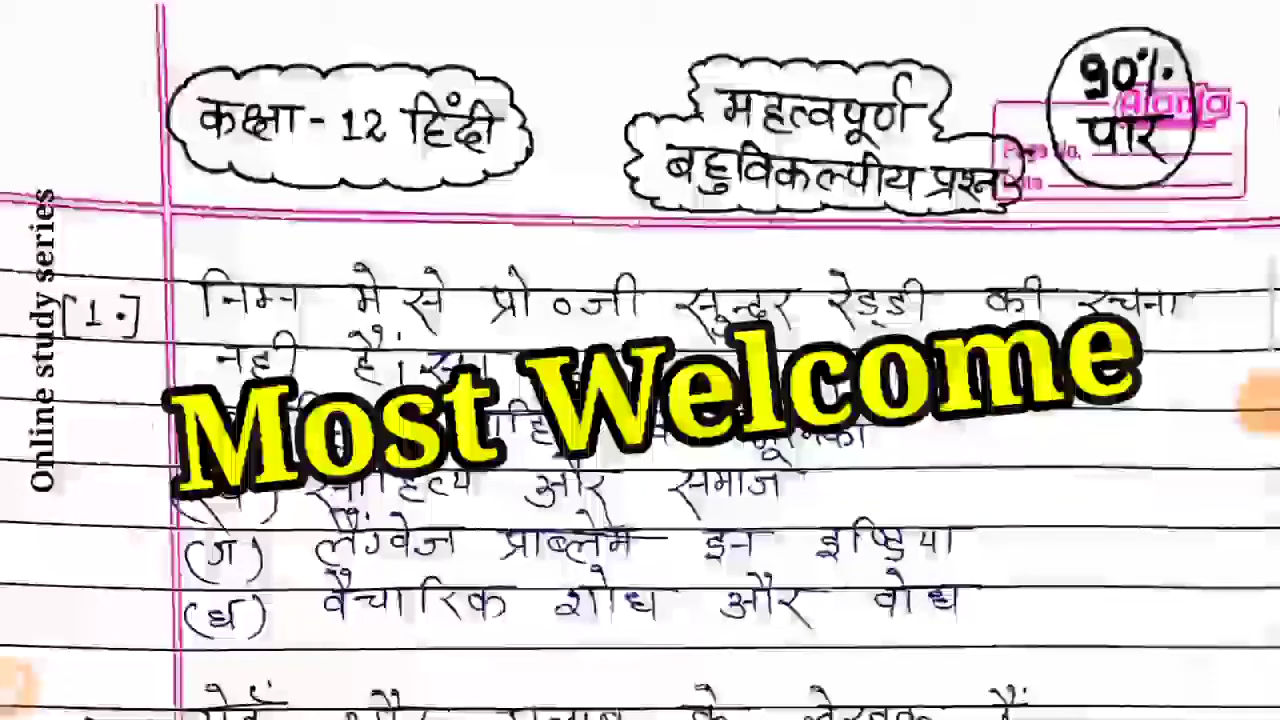 कक्षा - 12 हिंदी
महत्वपूर्ण
बहुविकल्पीय प्रश्न
90%
पार
Online study series
[1.] निम्न मे से प्रो०जी सुन्दर रेड्डी की रचना
नही है।
Most Welcome
साहित्य और समाज
(ग) लैंग्वेज प्राब्लेम इन इण्डिया
(घ) वैचारिक शोध और वोध